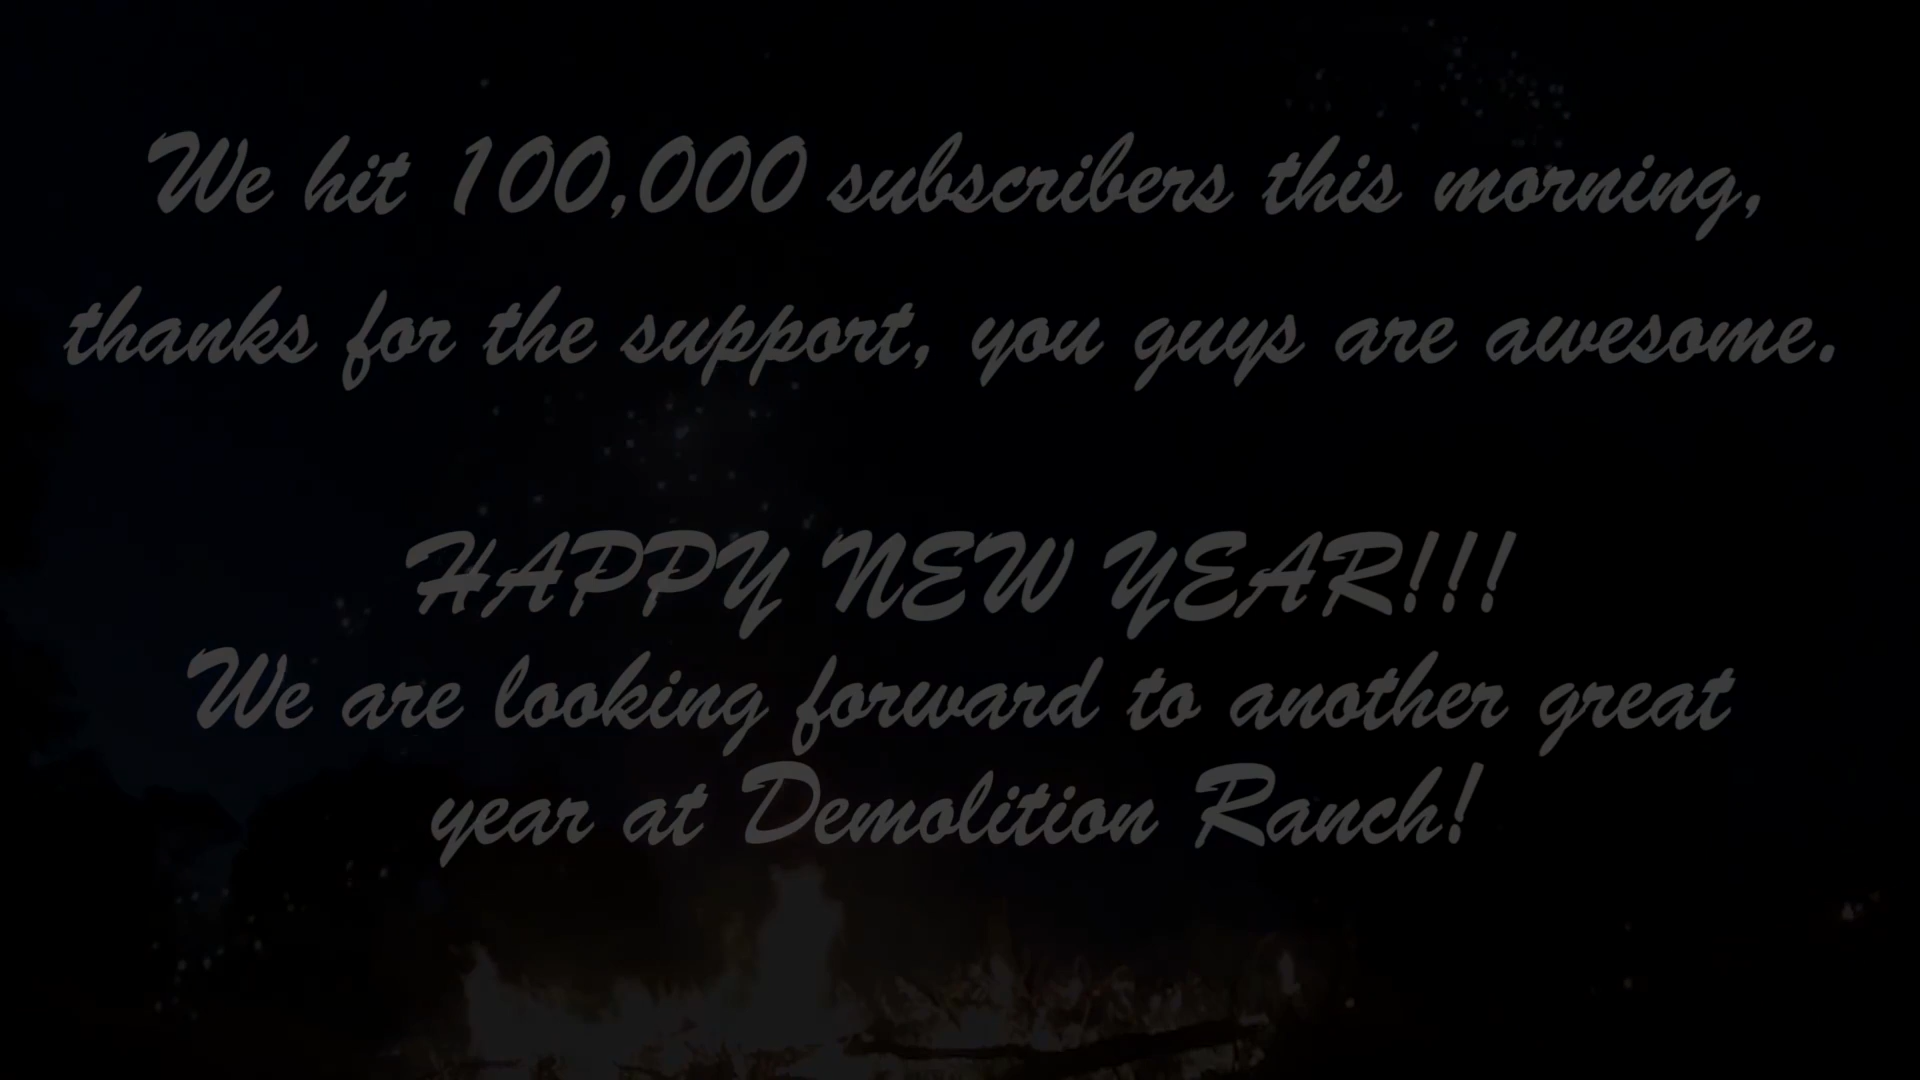 We hit 100,000 subscribers this morning,
thanks for the support, you guys are awesome.
HAPPY NEW YEAR!!!
We are looking forward to another great
year at Demolition Ranch!